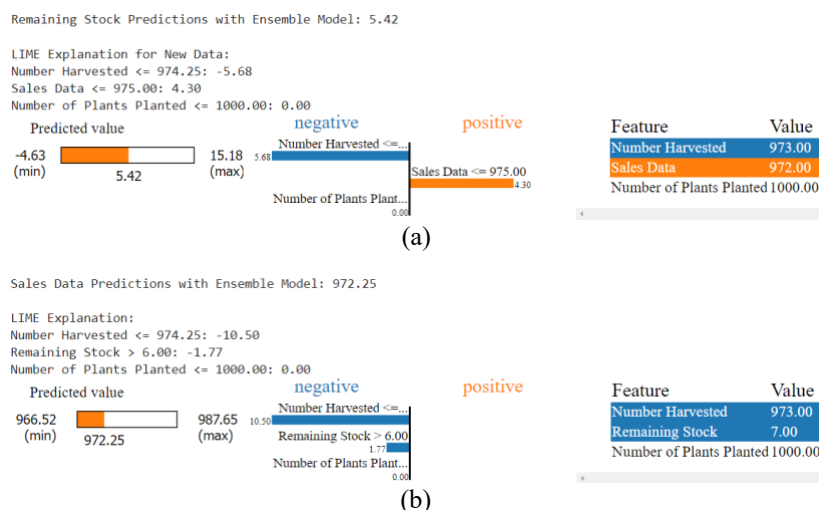 Remaining Stock Predictions with Ensemble Model: 5.42
LIME Explanation for New Data:
Number Harvested <= 974.25: -5.68
Sales Data <= 975.00: 4.30
Number of Plants Planted <= 1000.00: 0.00
Predicted value
-4.63
(min)
5.42
15.18
(max)
negative
positive
Number Harvested <=...
5.68
Sales Data <= 975.00
4.30
Number of Plants Plant...
0.00
Feature Value
Number Harvested 973.00
Sales Data 972.00
Number of Plants Planted 1000.00
(a)
Sales Data Predictions with Ensemble Model: 972.25
LIME Explanation:
Number Harvested <= 974.25: -10.50
Remaining Stock > 6.00: -1.77
Number of Plants Planted <= 1000.00: 0.00
Predicted value
966.52
(min)
972.25
987.65
(max)
negative
positive
Number Harvested <=...
10.50
Remaining Stock > 6.00
1.77
Number of Plants Plant...
0.00
Feature Value
Number Harvested 973.00
Remaining Stock 7.00
Number of Plants Planted 1000.00
(b)